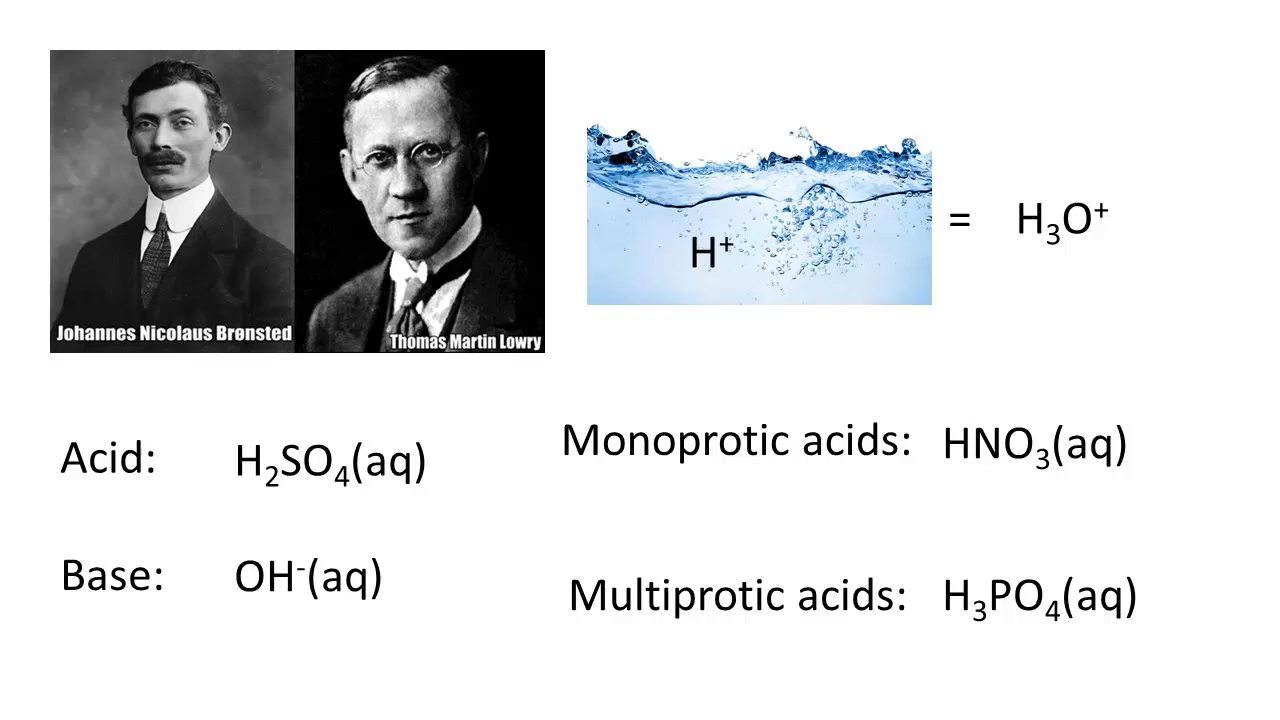 Johannes Nicolaus Brønsted
Thomas Martin Lowry
H⁺
= H₃O⁺
Acid: H₂SO₄(aq)
Monoprotic acids: HNO₃(aq)
Base: OH⁻(aq)
Multiprotic acids: H₃PO₄(aq)